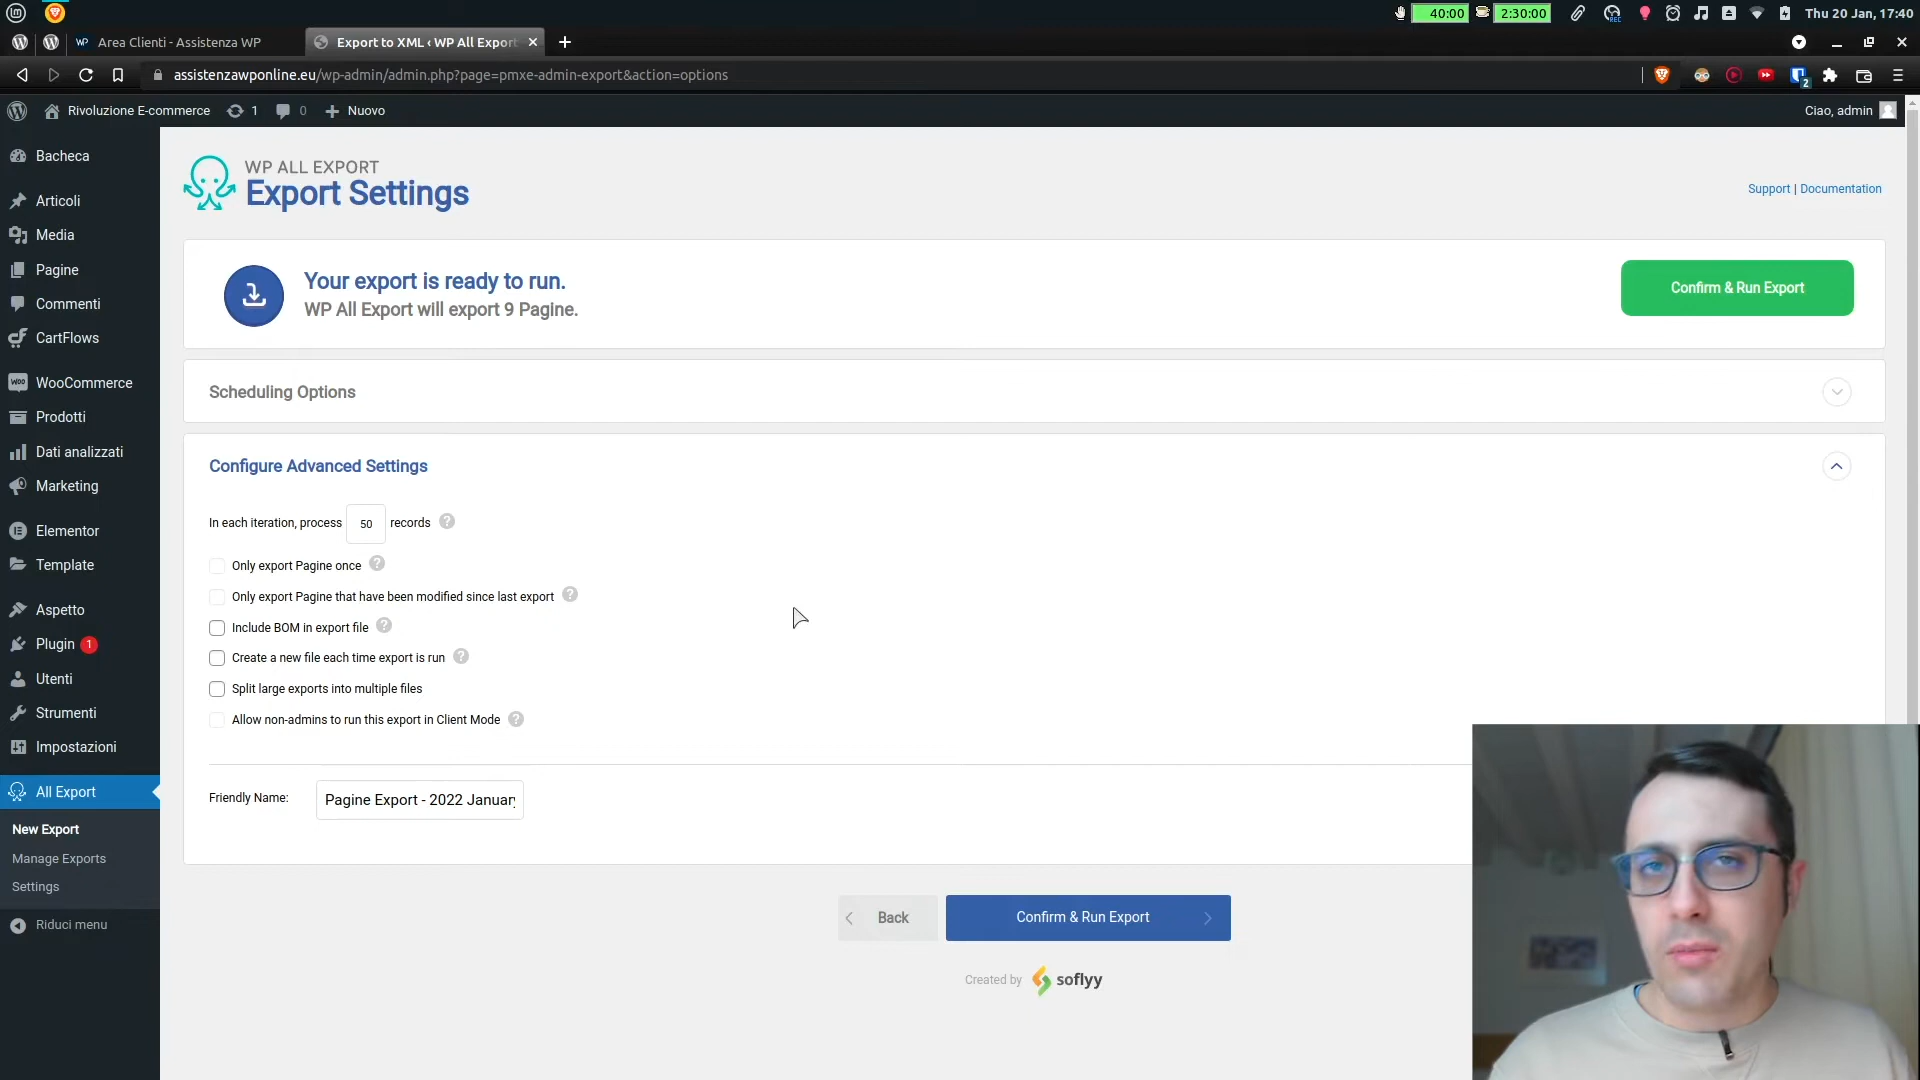 40:00
2:30:00
Thu 20 Jan, 17:40
Area Clienti - Assistenza WP
Export to XML ‹ WP All Export
assistenzawponline.eu/wp-admin/admin.php?page=pmxe-admin-export&action=options
2
Rivoluzione E-commerce
1
0
Nuovo
Ciao, admin
Bacheca
Articoli
Media
Pagine
Commenti
CartFlows
WooCommerce
Prodotti
Dati analizzati
Marketing
Elementor
Template
Aspetto
Plugin 1
Utenti
Strumenti
Impostazioni
All Export
New Export
Manage Exports
Settings
Riduci menu
WP ALL EXPORT
Export Settings
Support | Documentation
Your export is ready to run.
WP All Export will export 9 Pagine.
Confirm & Run Export
Scheduling Options
Configure Advanced Settings
In each iteration, process 50 records ?
Only export Pagine once ?
Only export Pagine that have been modified since last export ?
Include BOM in export file ?
Create a new file each time export is run ?
Split large exports into multiple files
Allow non-admins to run this export in Client Mode ?
Friendly Name: Pagine Export - 2022 January
Back
Confirm & Run Export
Created by soflyy